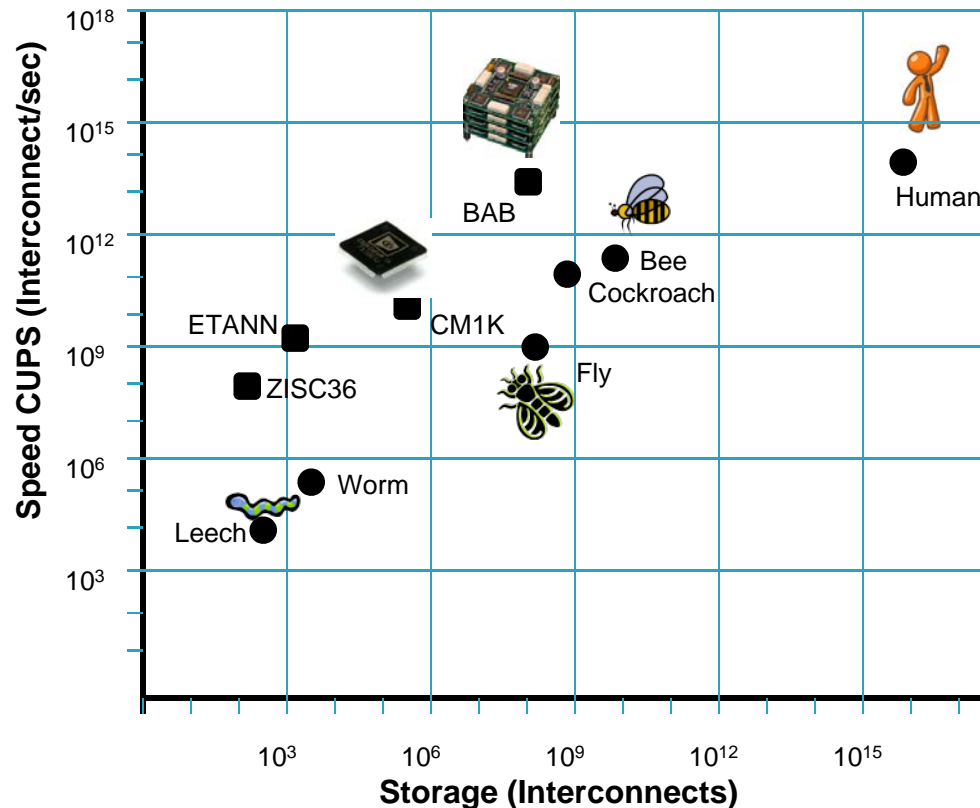 10¹⁸
10¹⁵
Human
BAB
10¹²
Bee
Cockroach
ETANN
CM1K
10⁹
Fly
ZISC36
10⁶
Worm
Leech
10³
Speed CUPS (Interconnect/sec)
10³ 10⁶ 10⁹ 10¹² 10¹⁵
Storage (Interconnects)